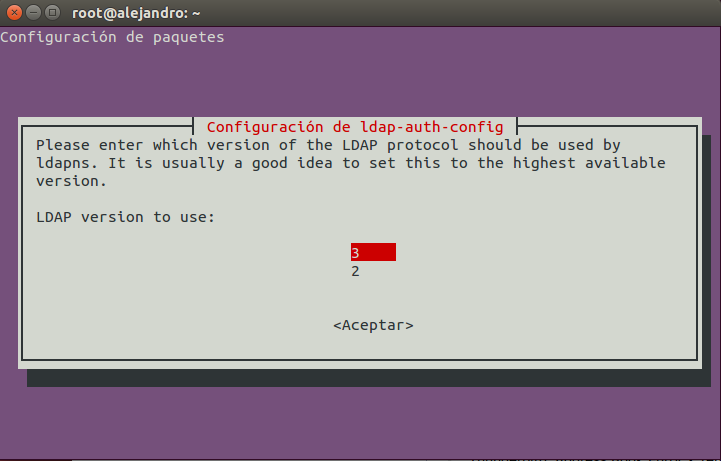 root@alejandro: ~
Configuración de paquetes
Configuración de ldap-auth-config
Please enter which version of the LDAP protocol should be used by
ldapns. It is usually a good idea to set this to the highest available
version.
LDAP version to use:
3
2
<Aceptar>